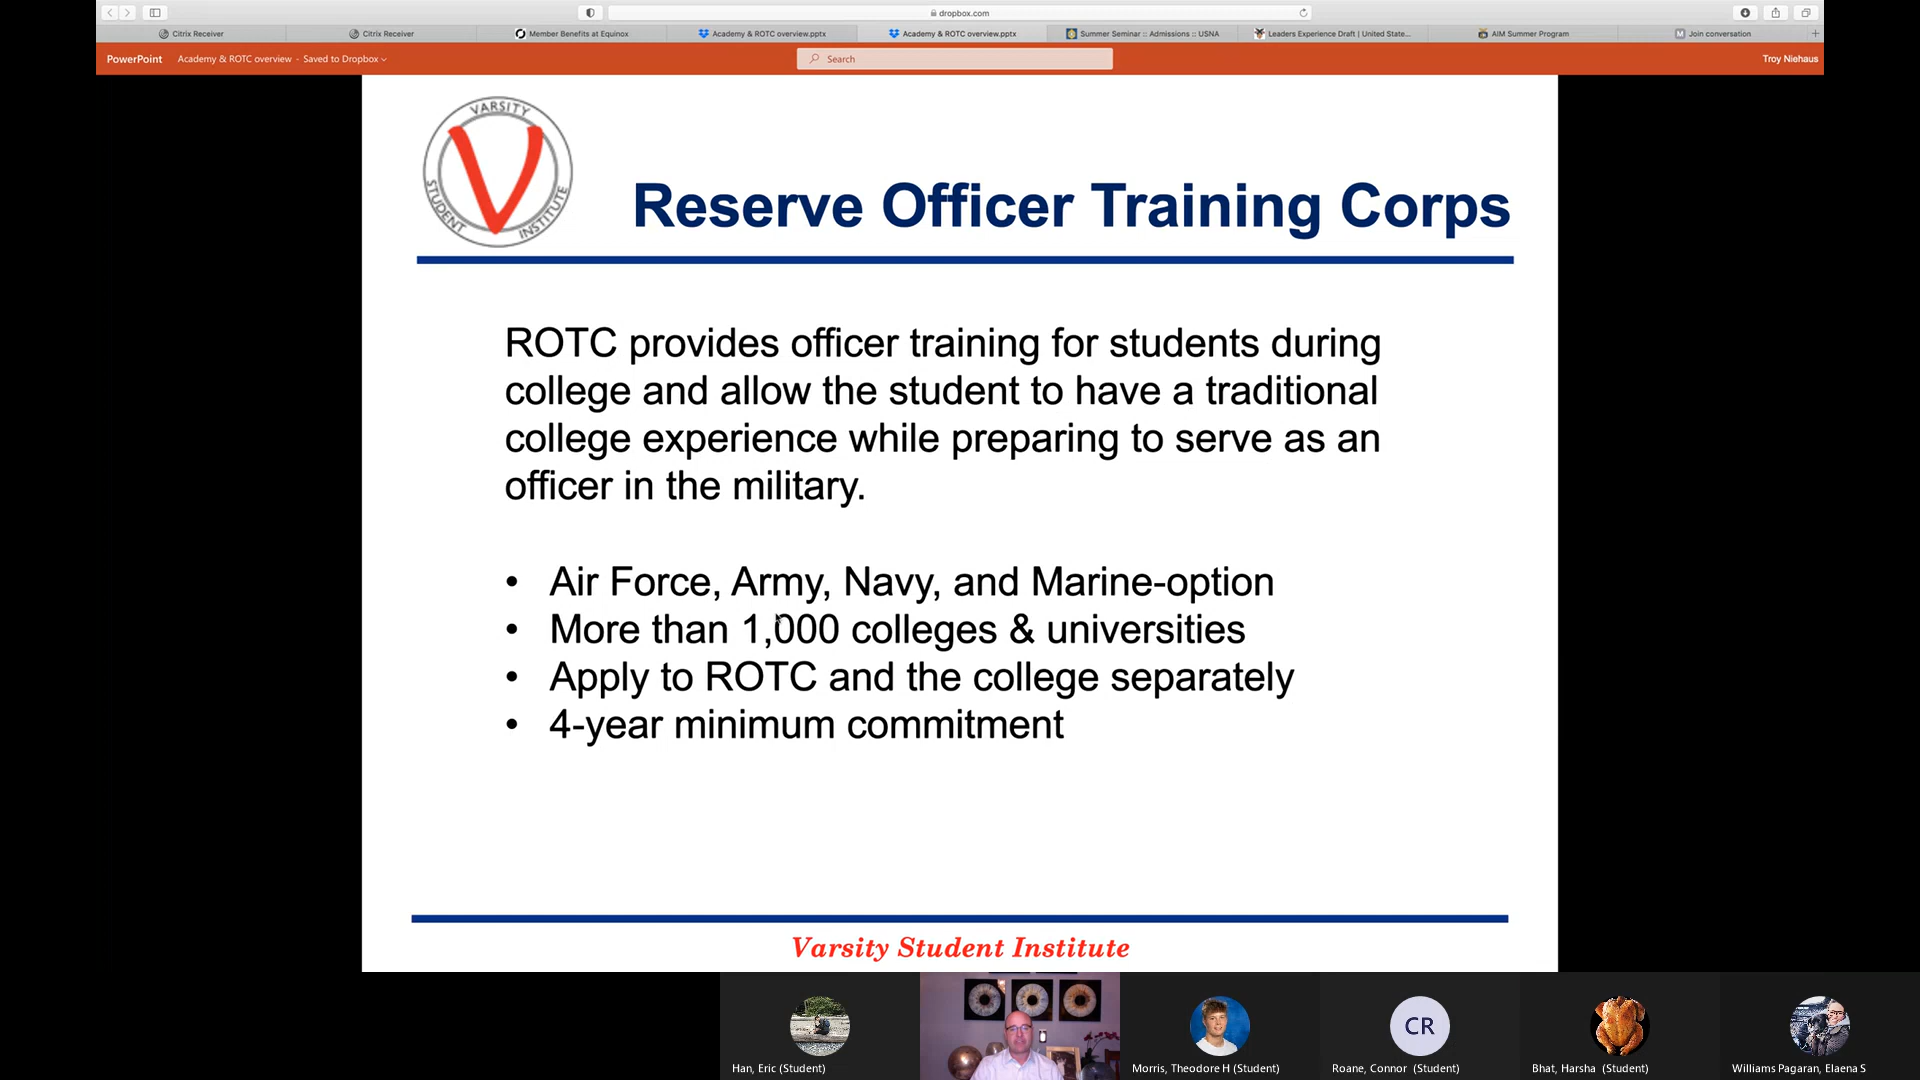 dropbox.com
Citrix Receiver
Citrix Receiver
Member Benefits at Equinox
Academy & ROTC overview.pptx
Academy & ROTC overview.pptx
Summer Seminar :: Admissions :: USNA
Leaders Experience Draft | United State...
AIM Summer Program
M Join conversation
PowerPoint
Academy & ROTC overview - Saved to Dropbox
Search
Troy Niehaus
VARSITY
V
STUDENT INSTITUTE
Reserve Officer Training Corps
ROTC provides officer training for students during
college and allow the student to have a traditional
college experience while preparing to serve as an
officer in the military.
• Air Force, Army, Navy, and Marine-option
• More than 1,000 colleges & universities
• Apply to ROTC and the college separately
• 4-year minimum commitment
Varsity Student Institute
CR
Han, Eric (Student)
Morris, Theodore H (Student)
Roane, Connor (Student)
Bhat, Harsha (Student)
Williams Pagaran, Elaena S